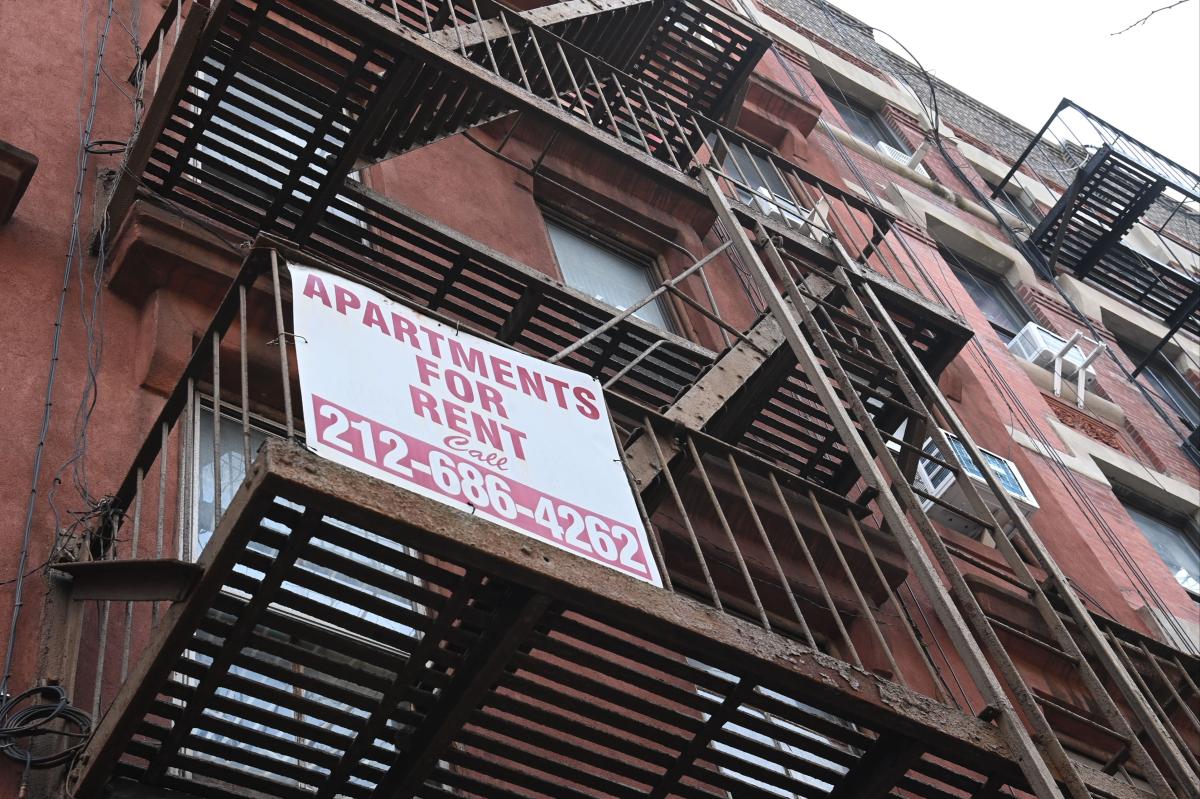 APARTMENTS
FOR
RENT
Call
212-686-4262